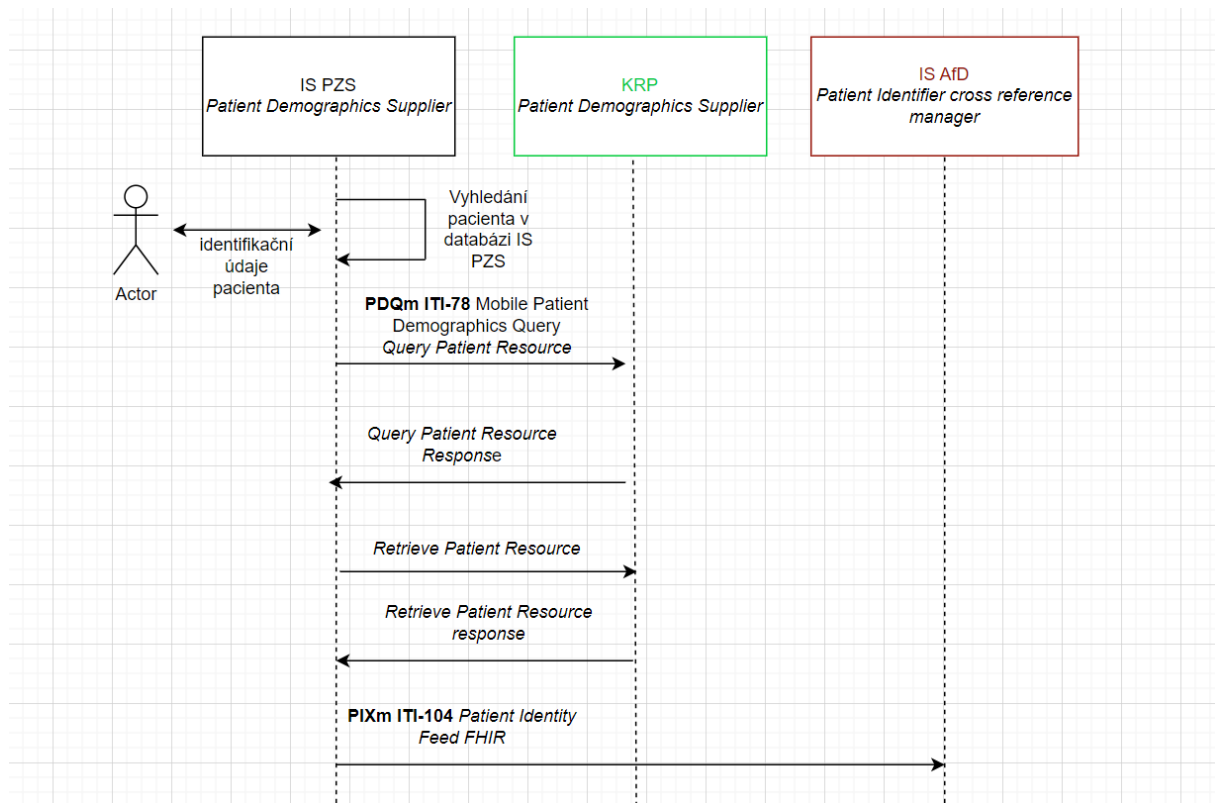 IS PZS
Patient Demographics Supplier
KRP
Patient Demographics Supplier
IS AfD
Patient Identifier cross reference
manager
Vyhledání
pacienta v
databázi IS
PZS
identifikační
údaje
pacienta
Actor
PDQm ITI-78 Mobile Patient
Demographics Query
Query Patient Resource
Query Patient Resource
Response
Retrieve Patient Resource
Retrieve Patient Resource
response
PIXm ITI-104 Patient Identity
Feed FHIR